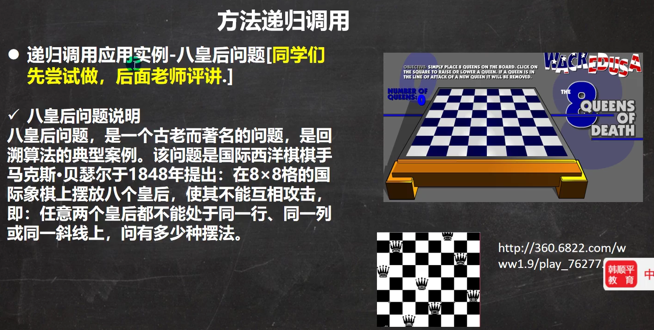 方法递归调用
● 递归调用应用实例-八皇后问题[同学们
先尝试做，后面老师评讲.]
✓ 八皇后问题说明
八皇后问题，是一个古老而著名的问题，是回
溯算法的典型案例。该问题是国际西洋棋棋手
马克斯•贝瑟尔于1848年提出：在8×8格的国
际象棋上摆放八个皇后，使其不能互相攻击，
即：任意两个皇后都不能处于同一行、同一列
或同一斜线上，问有多少种摆法。
OBJECTIVE: SIMPLY PLACE 8 QUEENS ON THE BOARD. CLICK ON
THE SQUARE TO RAISE OR LOWER A QUEEN. IF A QUEEN IS IN
THE LINE OF ATTACK OF A NEW QUEEN IT WILL BE REMOVED.
NUMBER OF
QUEENS: 0
THE
8 QUEENS
OF
DEATH
http://360.6822.com/w
ww1.9/play_76277
韩顺平
教育
中